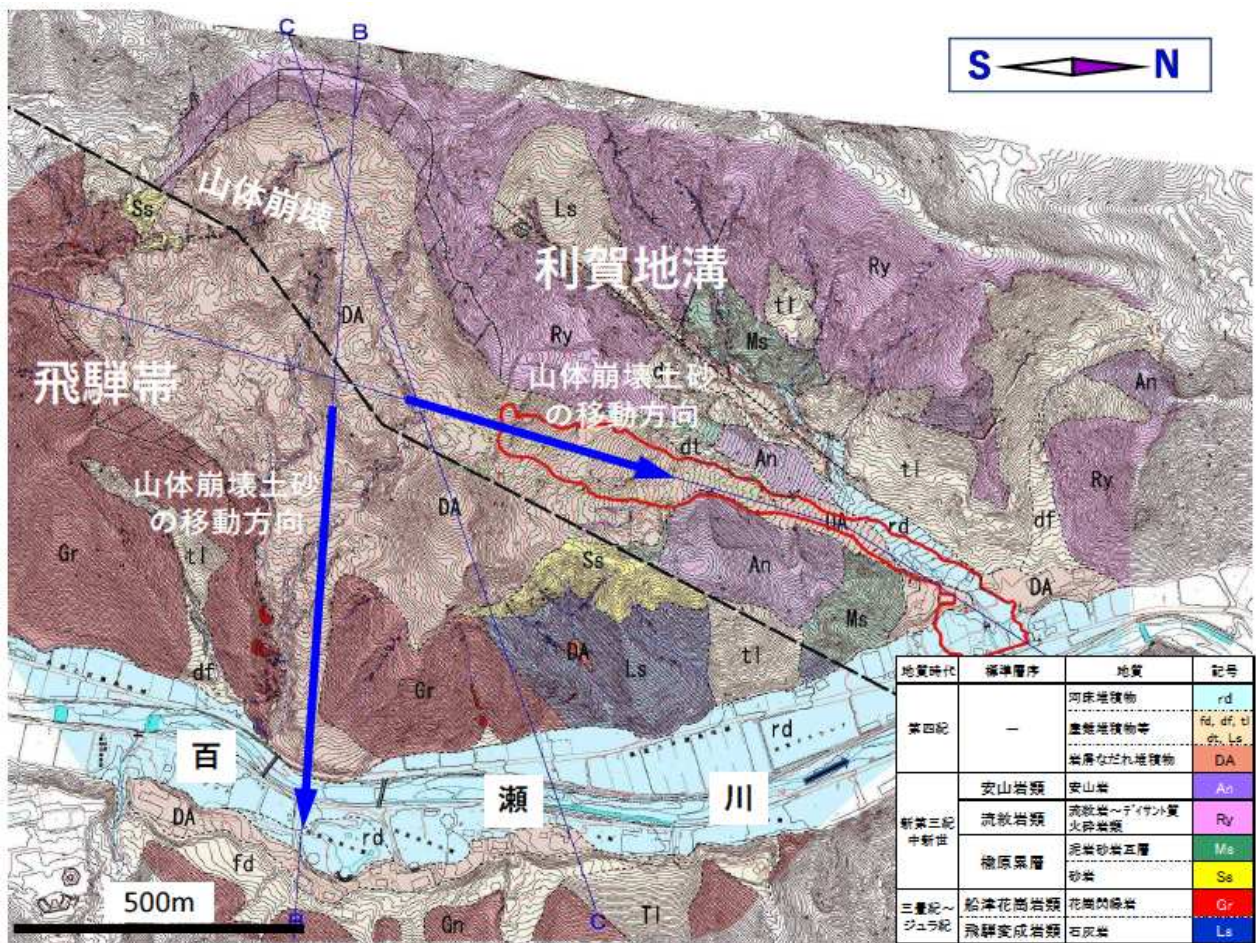 C
B
S N
山体崩壊
Ss
Ls
利賀地溝
Ry
tl
DA
Ry
Ms
An
飛騨帯
山体崩壊土砂
の移動方向
dt
An
tl
Ry
山体崩壊土砂
の移動方向
DA
DA
rd
df
Gr
tl
Ss
An
DA
Ms
DA
Ls
tl
Gr
df
rd
百
瀬
川
DA
rd
fd
500m
Gn
Tl
C
地質時代 標準層序 地質 記号
第四紀 ― 河床堆積物 rd
崖錐堆積物等 fd, df, tl
dt, Ls
岩屑なだれ堆積物 DA
新第三紀
中新世
安山岩類 安山岩 An
流紋岩類 流紋岩～デイサント質
火砕岩類 Ry
楡原累層 泥岩砂岩互層 Ms
砂岩 Ss
三畳紀～
ジュラ紀
船津花崗岩類 花崗閃緑岩 Gr
飛騨変成岩類 石灰岩 Ls